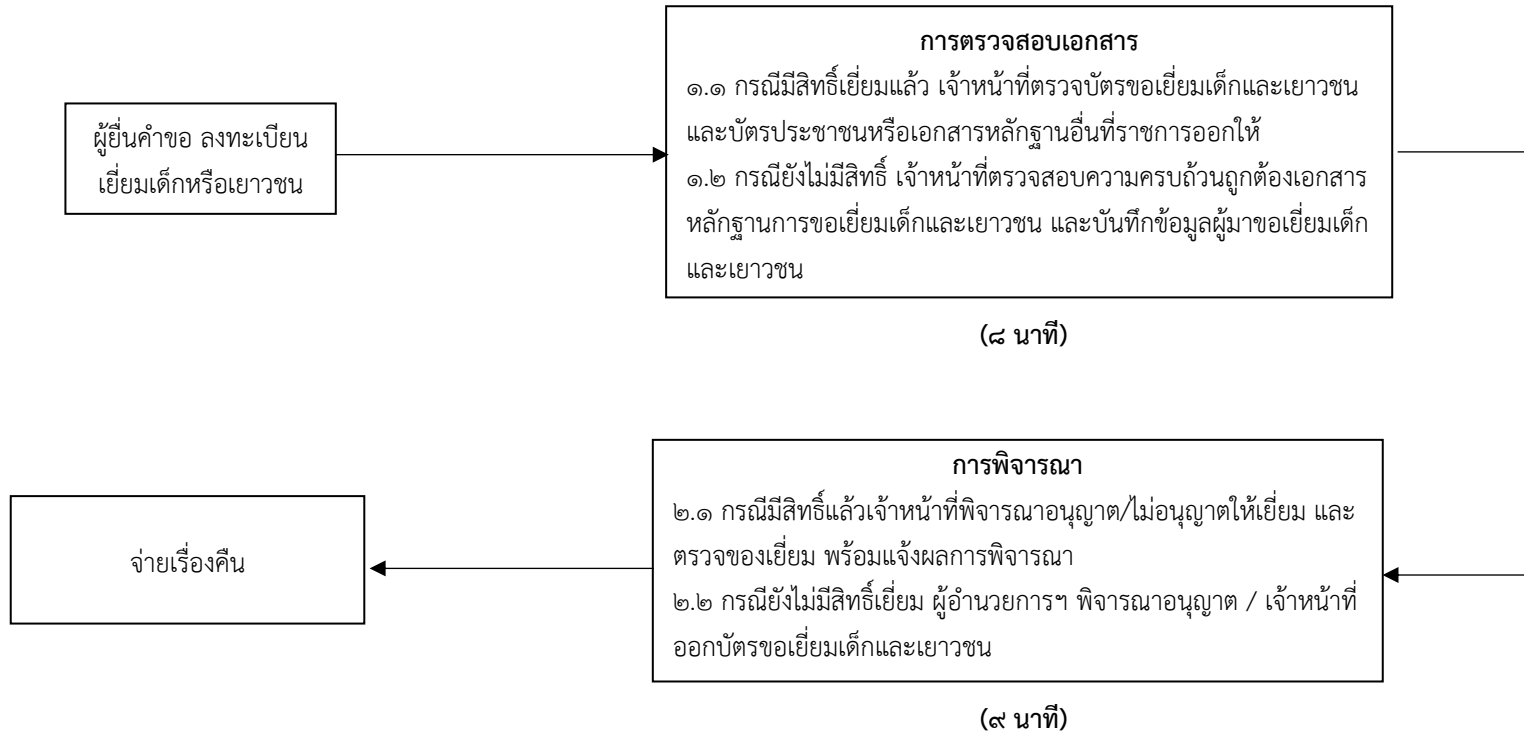 ผู้ยื่นคำขอ ลงทะเบียน
เยี่ยมเด็กหรือเยาวชน
การตรวจสอบเอกสาร
๑.๑ กรณีมีสิทธิ์เยี่ยมแล้ว เจ้าหน้าที่ตรวจบัตรขอเยี่ยมเด็กและเยาวชน
และบัตรประชาชนหรือเอกสารหลักฐานอื่นที่ราชการออกให้
๑.๒ กรณียังไม่มีสิทธิ์ เจ้าหน้าที่ตรวจสอบความครบถ้วนถูกต้องเอกสาร
หลักฐานการขอเยี่ยมเด็กและเยาวชน และบันทึกข้อมูลผู้มาขอเยี่ยมเด็ก
และเยาวชน
(๘ นาที)
การพิจารณา
๒.๑ กรณีมีสิทธิ์แล้วเจ้าหน้าที่พิจารณาอนุญาต/ไม่อนุญาตให้เยี่ยม และ
ตรวจของเยี่ยม พร้อมแจ้งผลการพิจารณา
๒.๒ กรณียังไม่มีสิทธิ์เยี่ยม ผู้อำนวยการฯ พิจารณาอนุญาต / เจ้าหน้าที่
ออกบัตรขอเยี่ยมเด็กและเยาวชน
(๙ นาที)
จ่ายเรื่องคืน